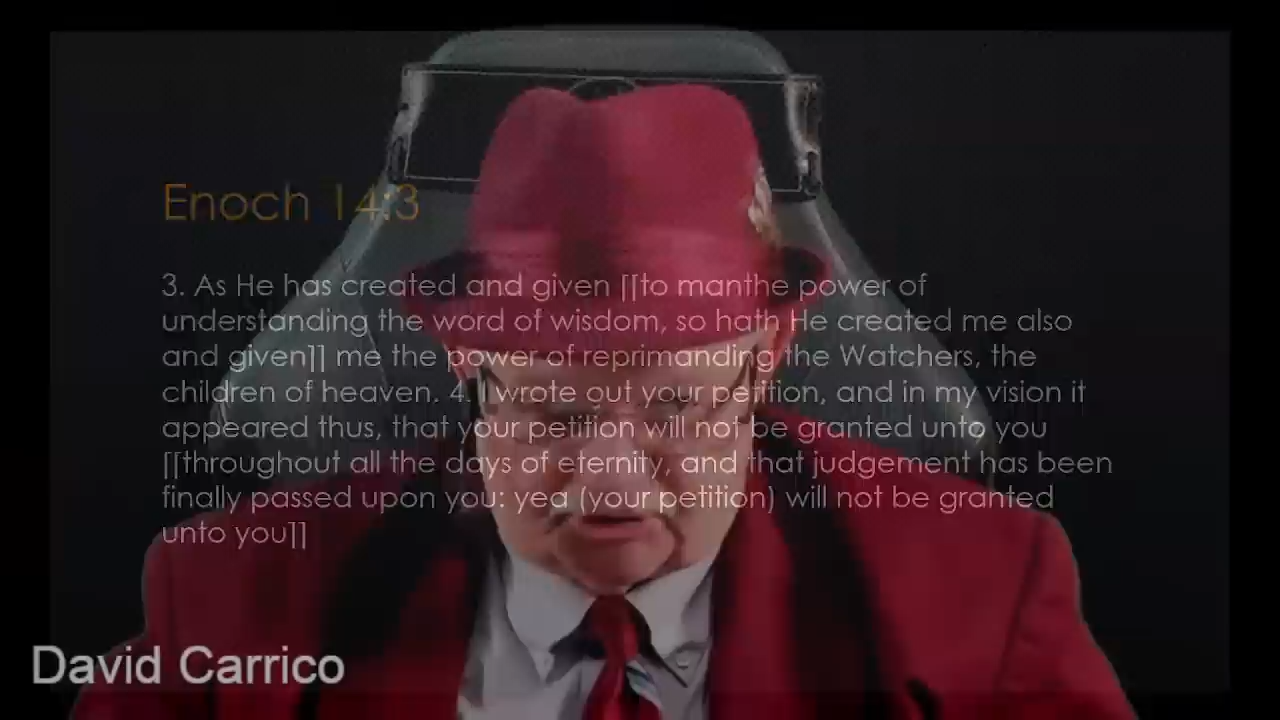 Enoch 14:3
3. As He has created and given [[to manthe power of
understanding the word of wisdom, so hath He created me also
and given]] me the power of reprimanding the Watchers, the
children of heaven. 4. I wrote out your petition, and in my vision it
appeared thus, that your petition will not be granted unto you
[[throughout all the days of eternity, and that judgement has been
finally passed upon you: yea (your petition) will not be granted
unto you]]
David Carrico